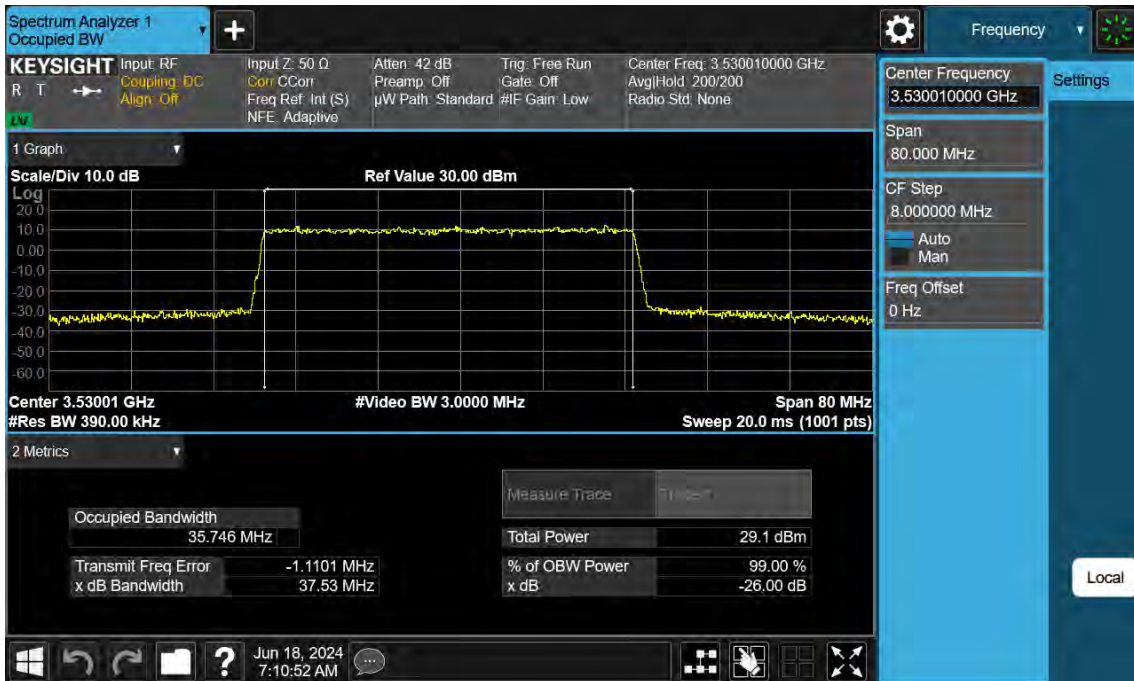 Spectrum Analyzer 1
Occupied BW
Frequency
KEYSIGHT
R T
LNI
Input: RF
Coupling: DC
Align: Off
Input Z: 50 Ω
Corr CCorr
Freq Ref: Int (S)
NFE: Adaptive
Atten: 42 dB
Preamp: Off
µW Path: Standard
Trig: Free Run
Gate: Off
#IF Gain: Low
Center Freq: 3.530010000 GHz
Avg|Hold: 200/200
Radio Std: None
Center Frequency
3.530010000 GHz
Settings
Span
80.000 MHz
CF Step
8.000000 MHz
Auto
Man
Freq Offset
0 Hz
Local
1 Graph
Scale/Div 10.0 dB
Ref Value 30.00 dBm
Log
20.0
10.0
0.00
-10.0
-20.0
-30.0
-40.0
-50.0
-60.0
Center 3.53001 GHz
#Video BW 3.0000 MHz
Span 80 MHz
#Res BW 390.00 kHz
Sweep 20.0 ms (1001 pts)
2 Metrics
Measure Trace
Occupied Bandwidth
35.746 MHz
Total Power 29.1 dBm
Transmit Freq Error -1.1101 MHz
% of OBW Power 99.00 %
x dB Bandwidth 37.53 MHz
x dB -26.00 dB
?
Jun 18, 2024
7:10:52 AM